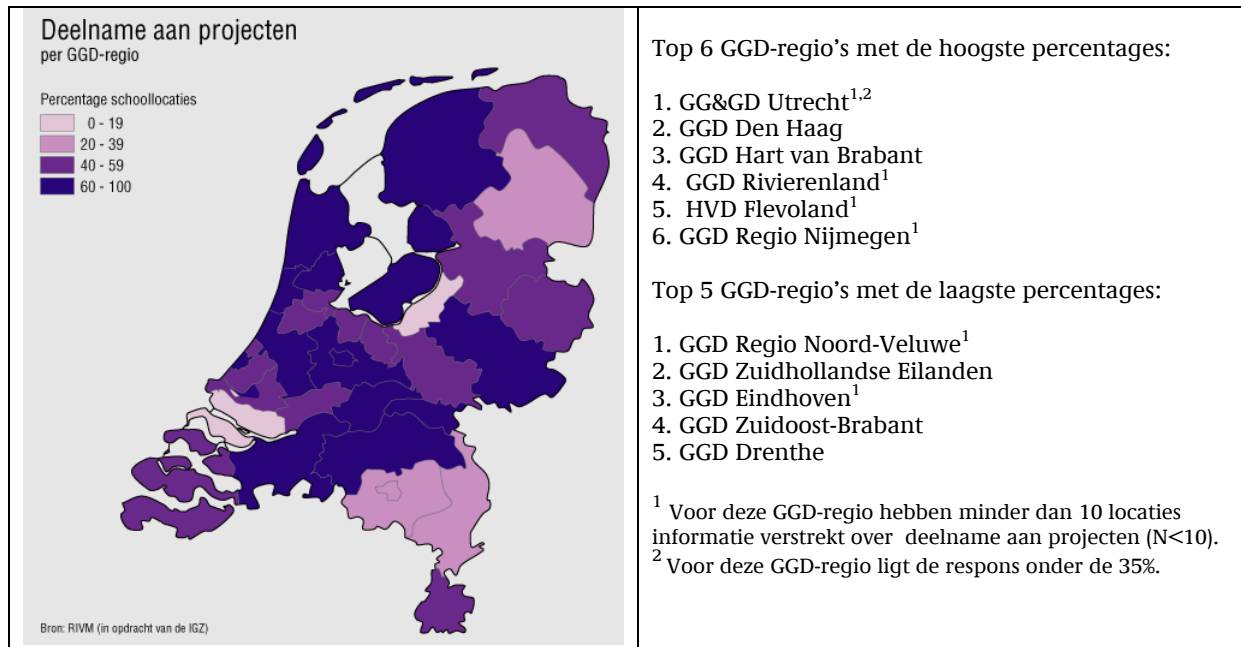 Deelname aan projecten
per GGD-regio
Percentage schoollocaties
0 - 19
20 - 39
40 - 59
60 - 100
Bron: RIVM (in opdracht van de IGZ)
Top 6 GGD-regio's met de hoogste percentages:
1. GG&GD Utrecht1,2
2. GGD Den Haag
3. GGD Hart van Brabant
4. GGD Rivierenland1
5. HVD Flevoland1
6. GGD Regio Nijmegen1
Top 5 GGD-regio's met de laagste percentages:
1. GGD Regio Noord-Veluwe1
2. GGD Zuidhollandse Eilanden
3. GGD Eindhoven1
4. GGD Zuidoost-Brabant
5. GGD Drenthe
1 Voor deze GGD-regio hebben minder dan 10 locaties
informatie verstrekt over deelname aan projecten (N<10).
2 Voor deze GGD-regio ligt de respons onder de 35%.